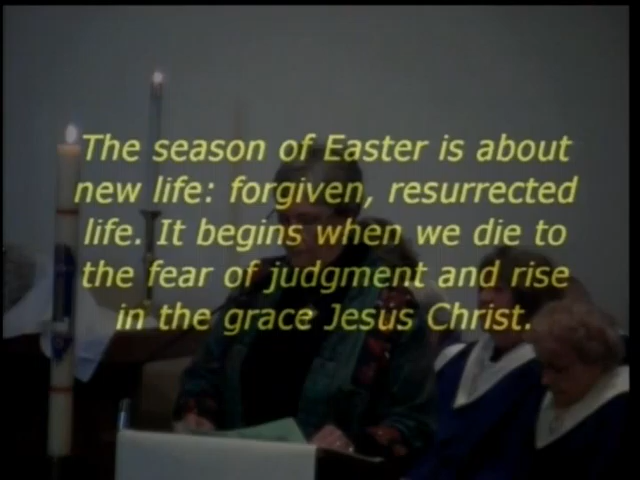 The season of Easter is about
new life: forgiven, resurrected
life. It begins when we die to
the fear of judgment and rise
in the grace Jesus Christ.